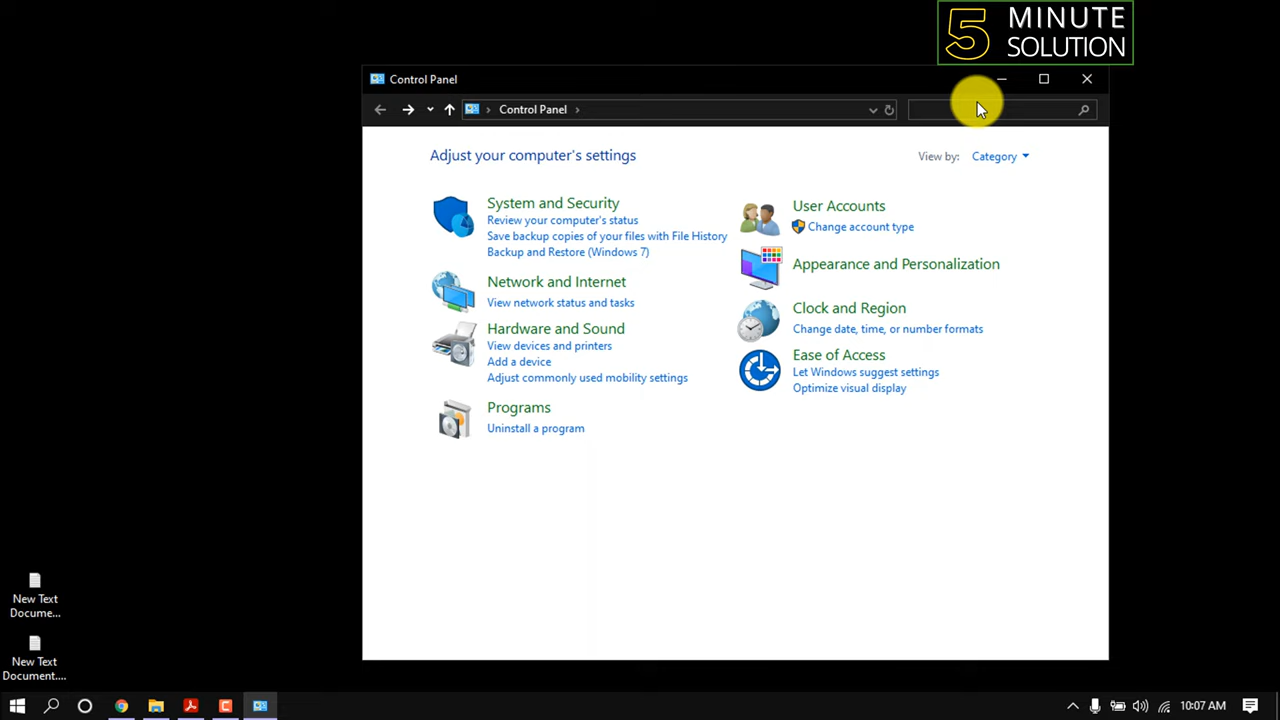 5 MINUTE
SOLUTION
Control Panel
Control Panel
Adjust your computer's settings
View by: Category
System and Security
Review your computer's status
Save backup copies of your files with File History
Backup and Restore (Windows 7)
Network and Internet
View network status and tasks
Hardware and Sound
View devices and printers
Add a device
Adjust commonly used mobility settings
Programs
Uninstall a program
User Accounts
Change account type
Appearance and Personalization
Clock and Region
Change date, time, or number formats
Ease of Access
Let Windows suggest settings
Optimize visual display
New Text
Docume...
New Text
Document....
10:07 AM